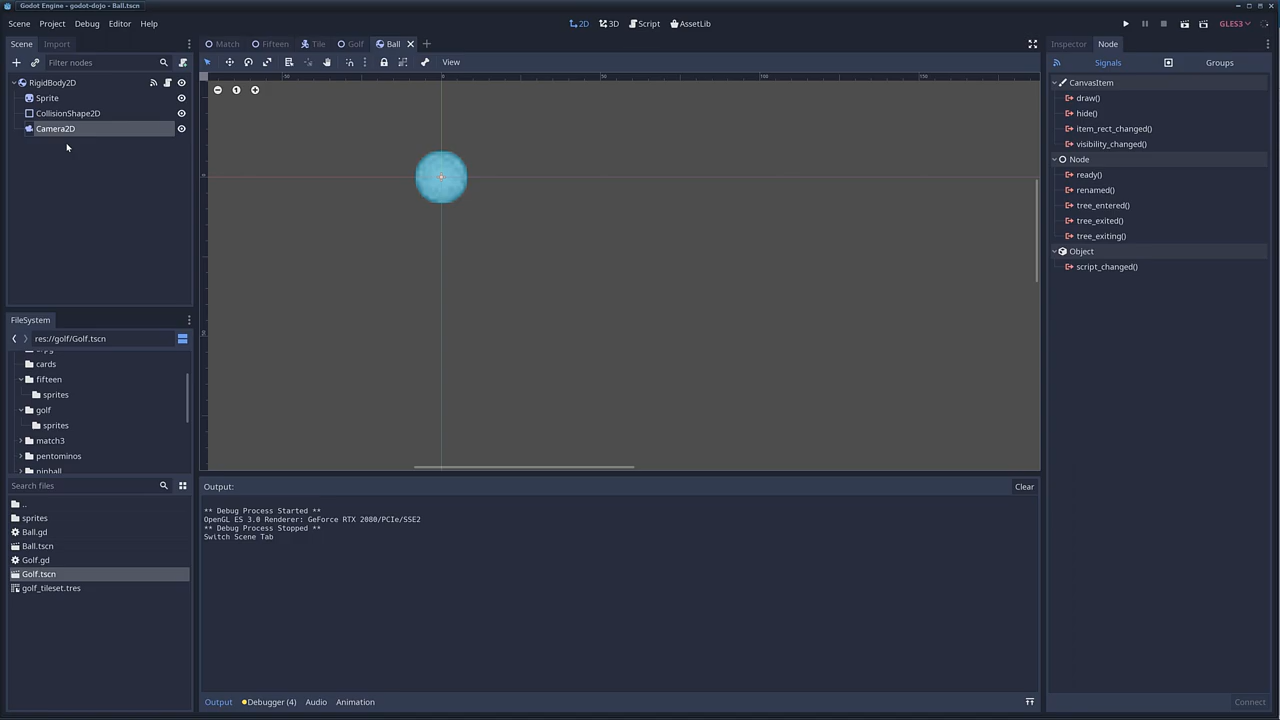 Godot Engine - godot-dojo - Ball.tscn
Scene Project Debug Editor Help
2D 3D Script AssetLib
GLES3
Scene Import
Filter nodes
RigidBody2D
Sprite
CollisionShape2D
Camera2D
FileSystem
res://golf/Golf.tscn
cards
fifteen
sprites
golf
sprites
match3
pentominos
pinball
Search files
..
sprites
Ball.gd
Ball.tscn
Golf.gd
Golf.tscn
golf_tileset.tres
Match Fifteen Tile Golf Ball
View
-50 0 50 100 150
Output:
Clear
** Debug Process Started **
OpenGL ES 3.0 Renderer: GeForce RTX 2080/PCIe/SSE2
** Debug Process Stopped **
Switch Scene Tab
Output Debugger (4) Audio Animation
Inspector Node
Signals Groups
CanvasItem
draw()
hide()
item_rect_changed()
visibility_changed()
Node
ready()
renamed()
tree_entered()
tree_exited()
tree_exiting()
Object
script_changed()
Connect